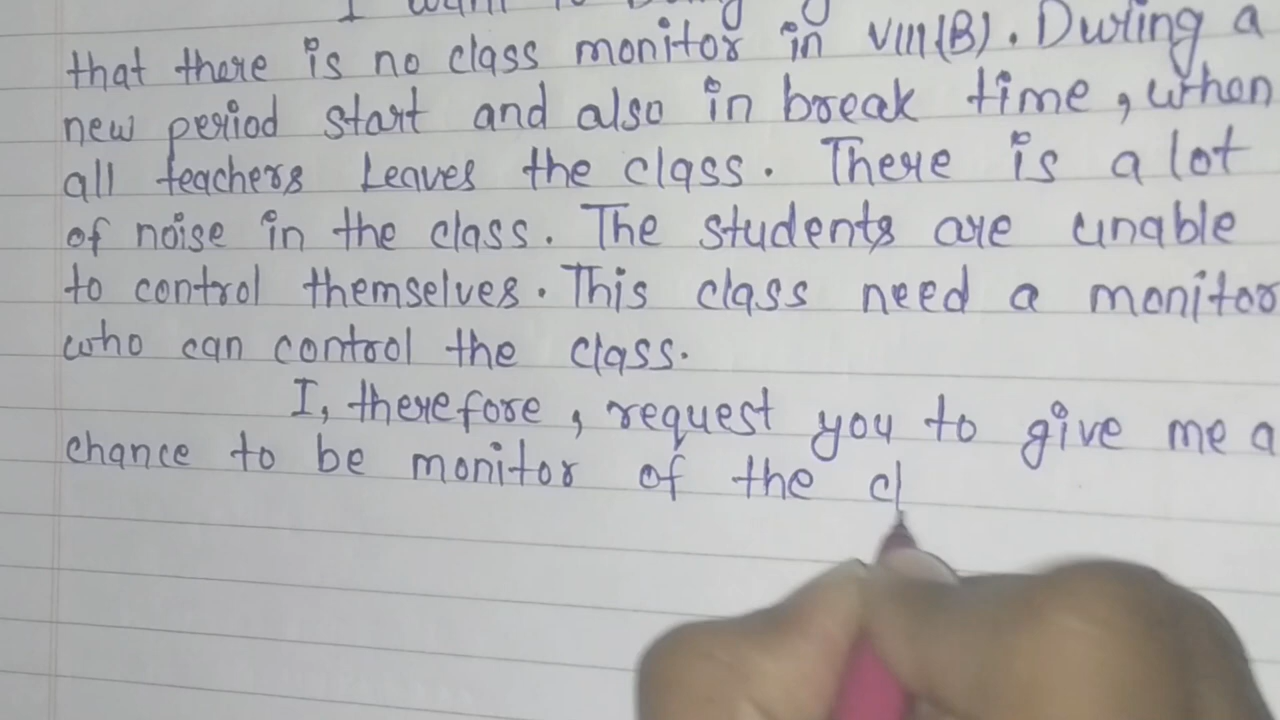 I want to
that there is no class monitor in VIII(B). During a
new period start and also in break time, when
all teachers Leaves the class. There is a lot
of noise in the class. The students are unable
to control themselves. This class need a monitor
who can control the class.
I, therefore, request you to give me a
chance to be monitor of the cl